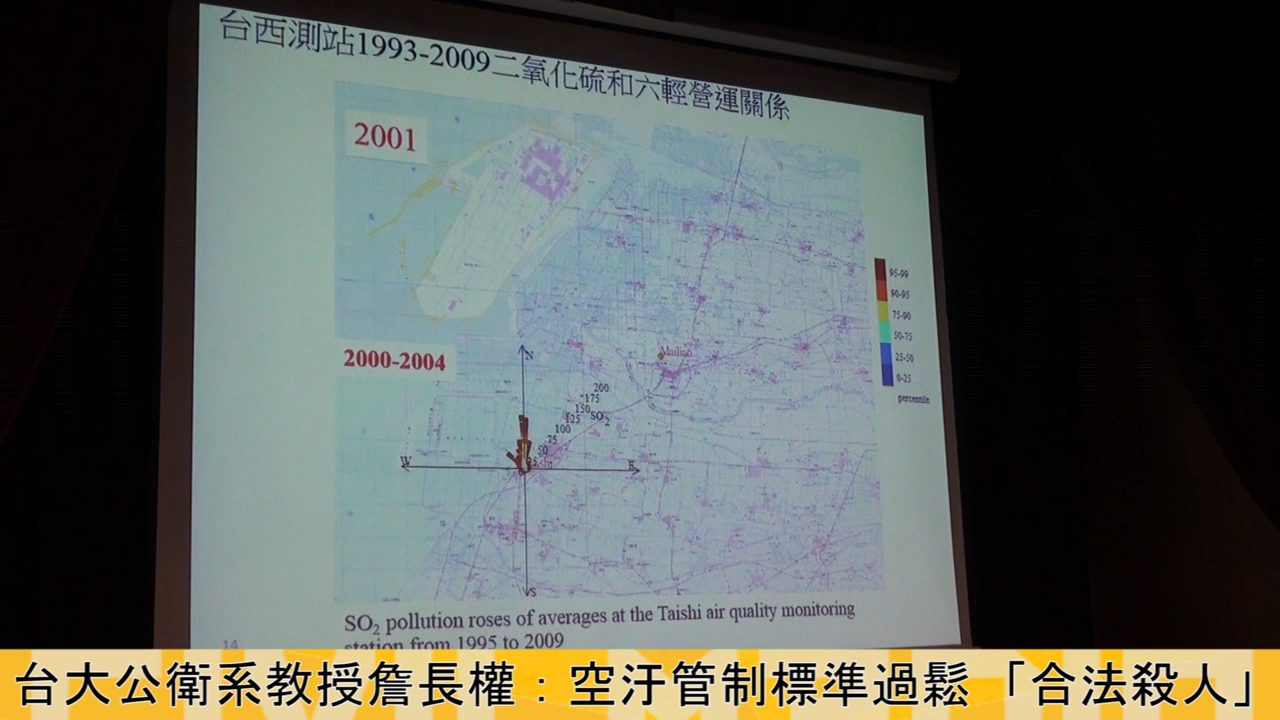 台西測站1993-2009二氧化硫和六輕營運關係
2001
95-99
90-95
75-90
50-75
25-50
0-25
percentile
2000-2004
N
Mailiao
200
175
150
SO2
125
100
75
50
25
W
E
S
SO2 pollution roses of averages at the Taishi air quality monitoring
station from 1995 to 2009
14
台大公衛系教授詹長權：空汙管制標準過鬆「合法殺人」